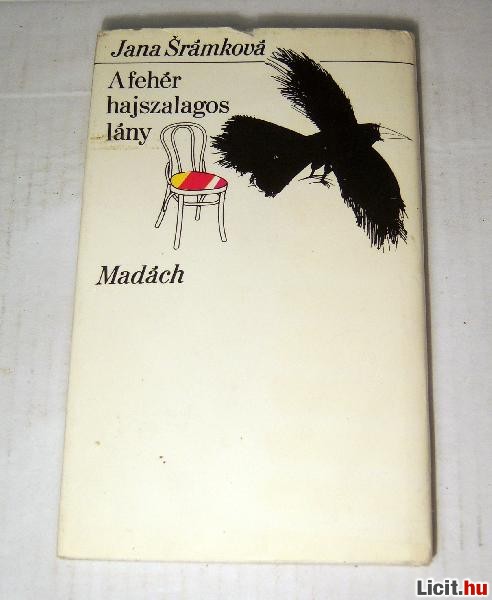 Jana Šrámková
A fehér
hajszalagos
lány
Madách
Licit.hu